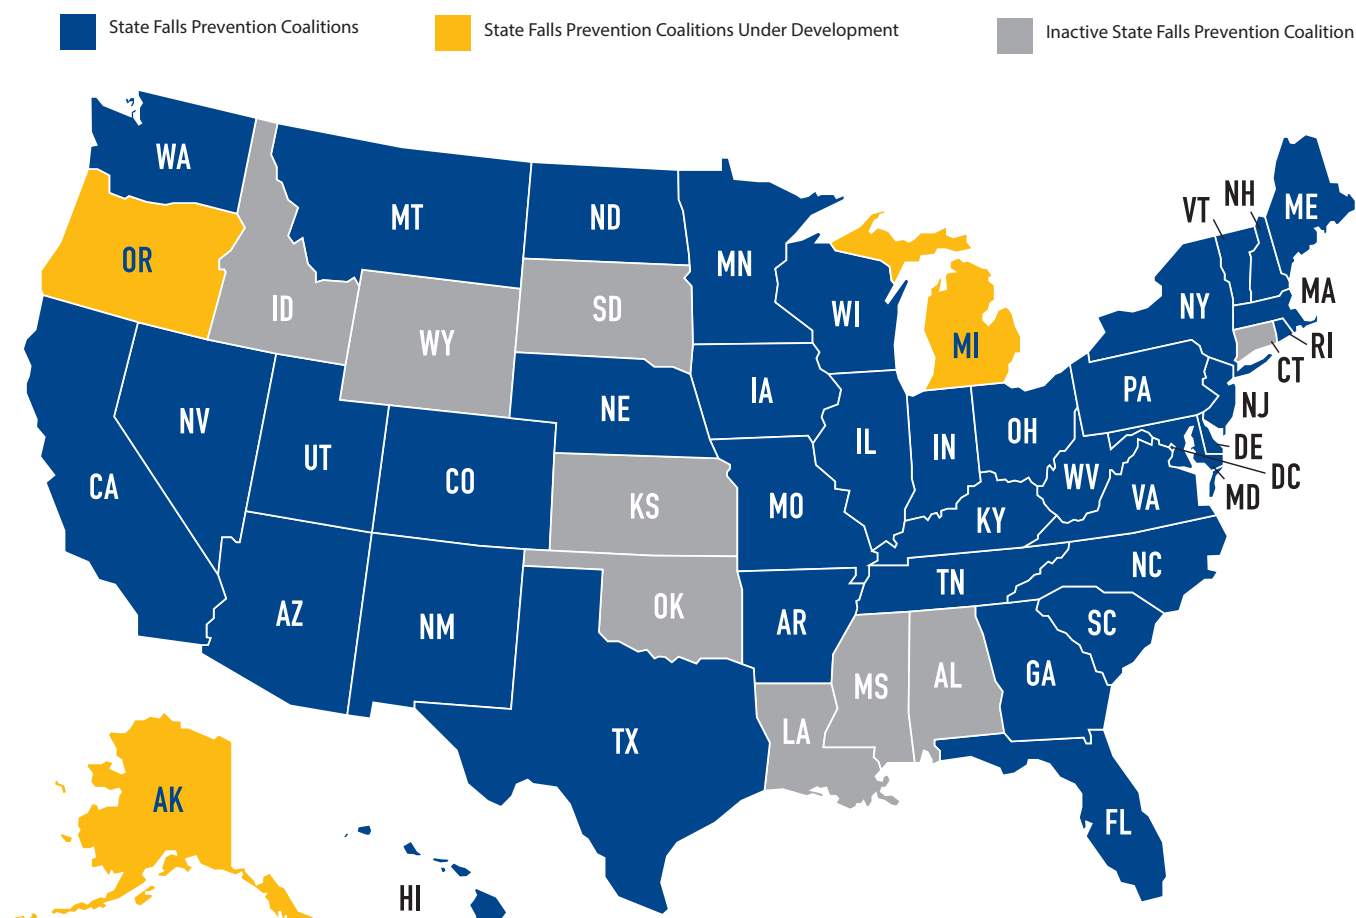 State Falls Prevention Coalitions
State Falls Prevention Coalitions Under Development
Inactive State Falls Prevention Coalition
WA
MT
ND
MN
OR
ID
WY
SD
WI
MI
VT
NH
ME
NY
MA
RI
CT
NV
UT
CO
NE
IA
IL
IN
OH
PA
NJ
DE
DC
MD
CA
KS
MO
KY
WV
VA
AZ
NM
OK
AR
TN
NC
SC
TX
LA
MS
AL
GA
FL
AK
HI